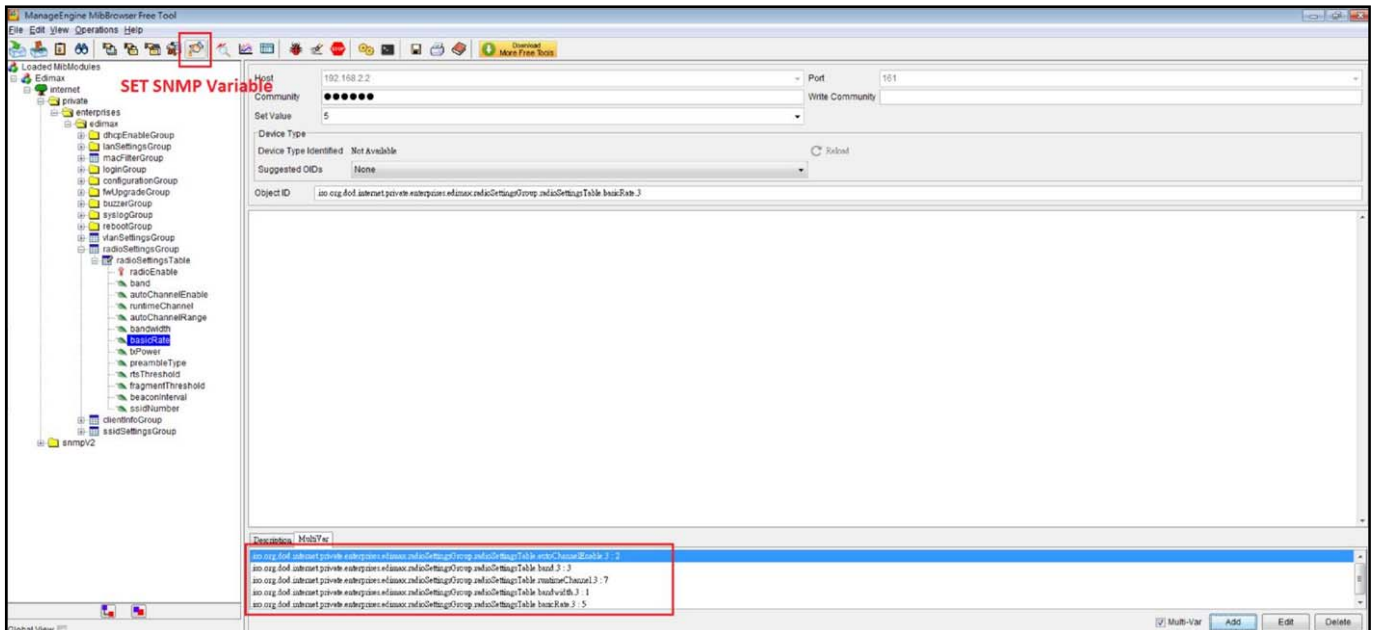 ManageEngine MibBrowser Free Tool
File Edit View Operations Help
Download
More Free Tools
SET SNMP Variable
Loaded MibModules
Edimax
internet
private
enterprises
edimax
dhcpEnableGroup
lanSettingsGroup
macFilterGroup
loginGroup
configurationGroup
fwUpgradeGroup
buzzerGroup
syslogGroup
rebootGroup
vlanSettingsGroup
radioSettingsGroup
radioSettingsTable
radioEnable
band
autoChannelEnable
runtimeChannel
autoChannelRange
bandwidth
basicRate
txPower
preambleType
rtsThreshold
fragmentThreshold
beaconInterval
ssidNumber
clientInfoGroup
ssidSettingsGroup
snmpV2
Global View
Host 192.168.2.2 Port 161
Community ●●●●●● Write Community
Set Value 5
Device Type
Device Type Identified Not Available Reload
Suggested OIDs None
Object ID iso.org.dod.internet.private.enterprises.edimax.radioSettingsGroup.radioSettingsTable.basicRate.3
Description MultiVar
iso.org.dod.internet.private.enterprises.edimax.radioSettingsGroup.radioSettingsTable.autoChannelEnable.3 : 2
iso.org.dod.internet.private.enterprises.edimax.radioSettingsGroup.radioSettingsTable.band.3 : 3
iso.org.dod.internet.private.enterprises.edimax.radioSettingsGroup.radioSettingsTable.runtimeChannel.3 : 7
iso.org.dod.internet.private.enterprises.edimax.radioSettingsGroup.radioSettingsTable.bandwidth.3 : 1
iso.org.dod.internet.private.enterprises.edimax.radioSettingsGroup.radioSettingsTable.basicRate.3 : 5
Multi-Var Add Edit Delete